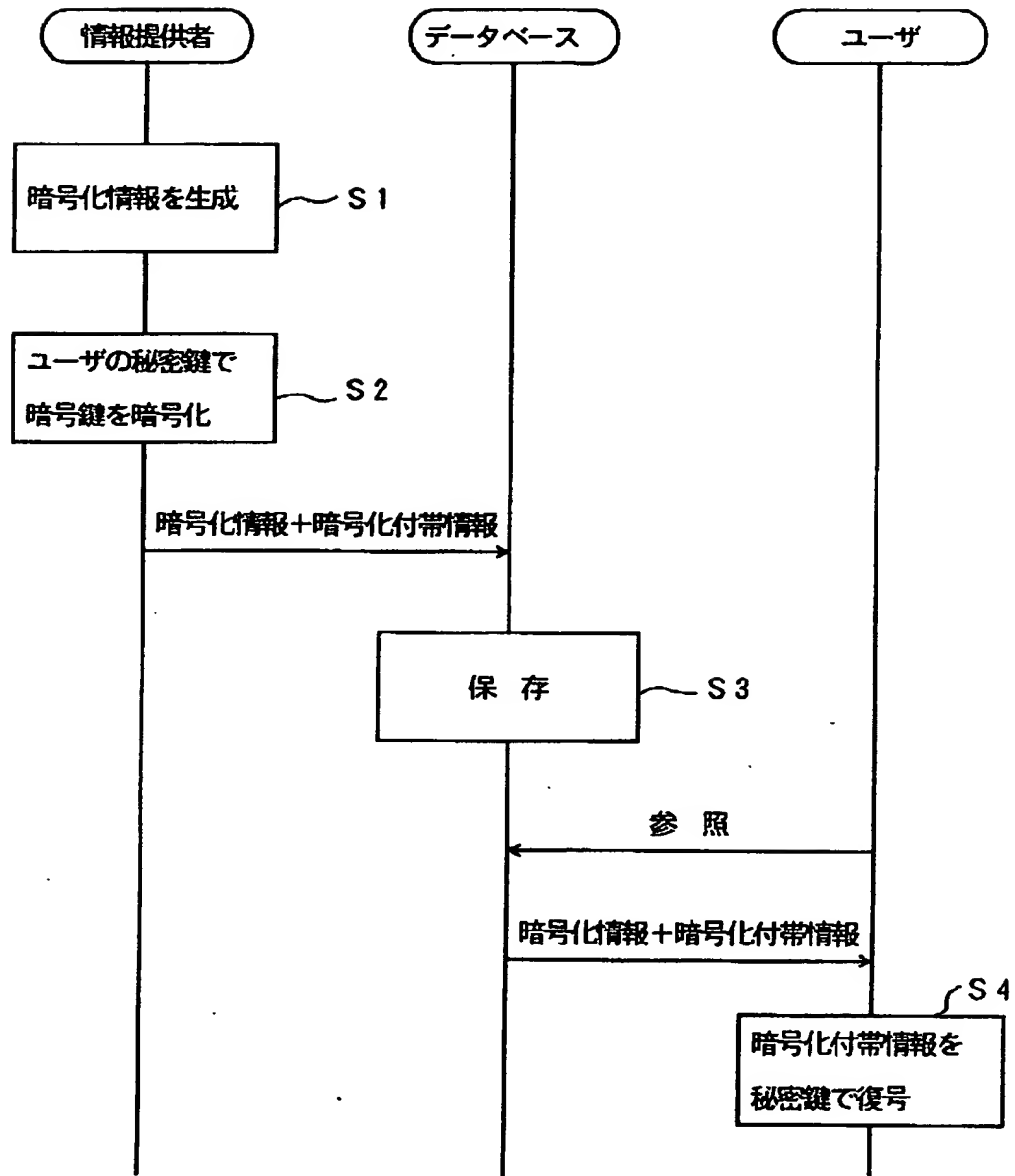 情報提供者
データベース
ユーザ
暗号化情報を生成
S1
ユーザの秘密鍵で
暗号鍵を暗号化
S2
暗号化情報+暗号化付帯情報
保 存
S3
参 照
暗号化情報+暗号化付帯情報
S4
暗号化付帯情報を
秘密鍵で復号